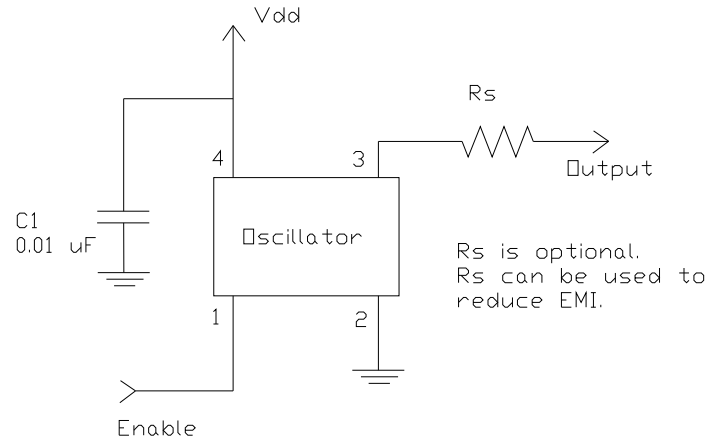 Vdd
Rs
4
3
Output
C1
0.01 uF
Oscillator
Rs is optional.
Rs can be used to
reduce EMI.
1
2
Enable